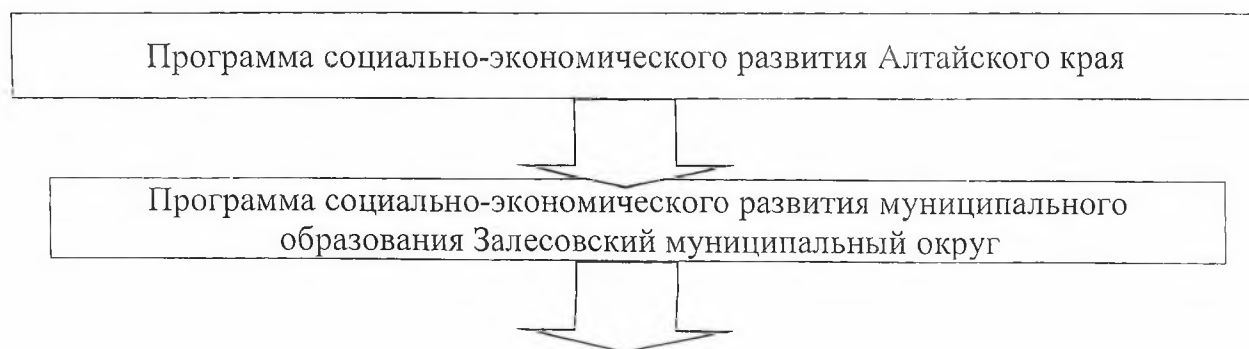 Программа социально-экономического развития Алтайского края
Программа социально-экономического развития муниципального
образования Залесовский муниципальный округ